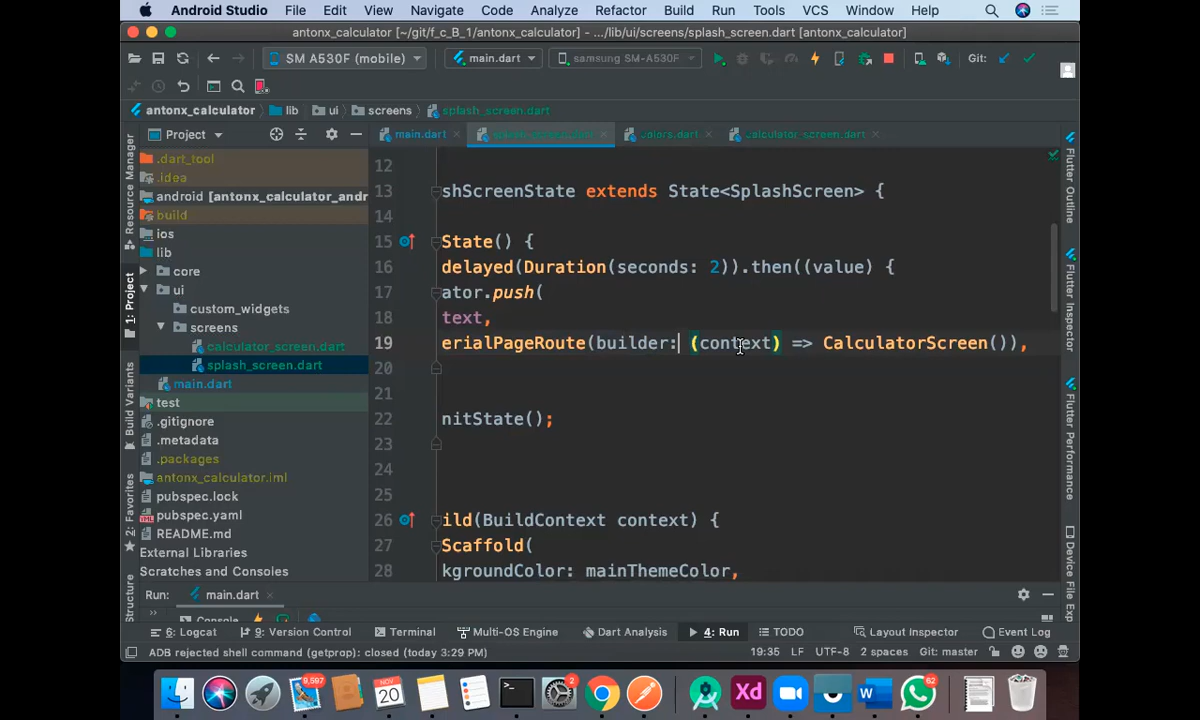 Android Studio File Edit View Navigate Code Analyze Refactor Build Run Tools VCS Window Help
antonx_calculator [~/git/f_c_B_1/antonx_calculator] - .../lib/ui/screens/splash_screen.dart [antonx_calculator]
SM A530F (mobile) main.dart samsung SM-A530F Git:
antonx_calculator lib ui screens splash_screen.dart
Project main.dart splash_screen.dart colors.dart calculator_screen.dart
.dart_tool
.idea
android [antonx_calculator_andr
build
ios
lib
core
ui
custom_widgets
screens
calculator_screen.dart
splash_screen.dart
main.dart
test
.gitignore
.metadata
.packages
antonx_calculator.iml
pubspec.lock
pubspec.yaml
README.md
External Libraries
Scratches and Consoles
Resource Manager
1: Project
Build Variants
2: Favorites
Structure
12
13 shScreenState extends State<SplashScreen> {
14
15 State() {
16 delayed(Duration(seconds: 2)).then((value) {
17 ator.push(
18 text,
19 erialPageRoute(builder: (context) => CalculatorScreen()),
20
21
22 nitState();
23
24
25
26 ild(BuildContext context) {
27 Scaffold(
28 kgroundColor: mainThemeColor,
Flutter Outline
Flutter Inspector
Flutter Performance
Device File Exp
Run: main.dart
Console
6: Logcat 9: Version Control Terminal Multi-OS Engine Dart Analysis 4: Run TODO Layout Inspector Event Log
ADB rejected shell command (getprop): closed (today 3:29 PM) 19:35 LF UTF-8 2 spaces Git: master
9,597
NOV
20
2
Xd
W
62